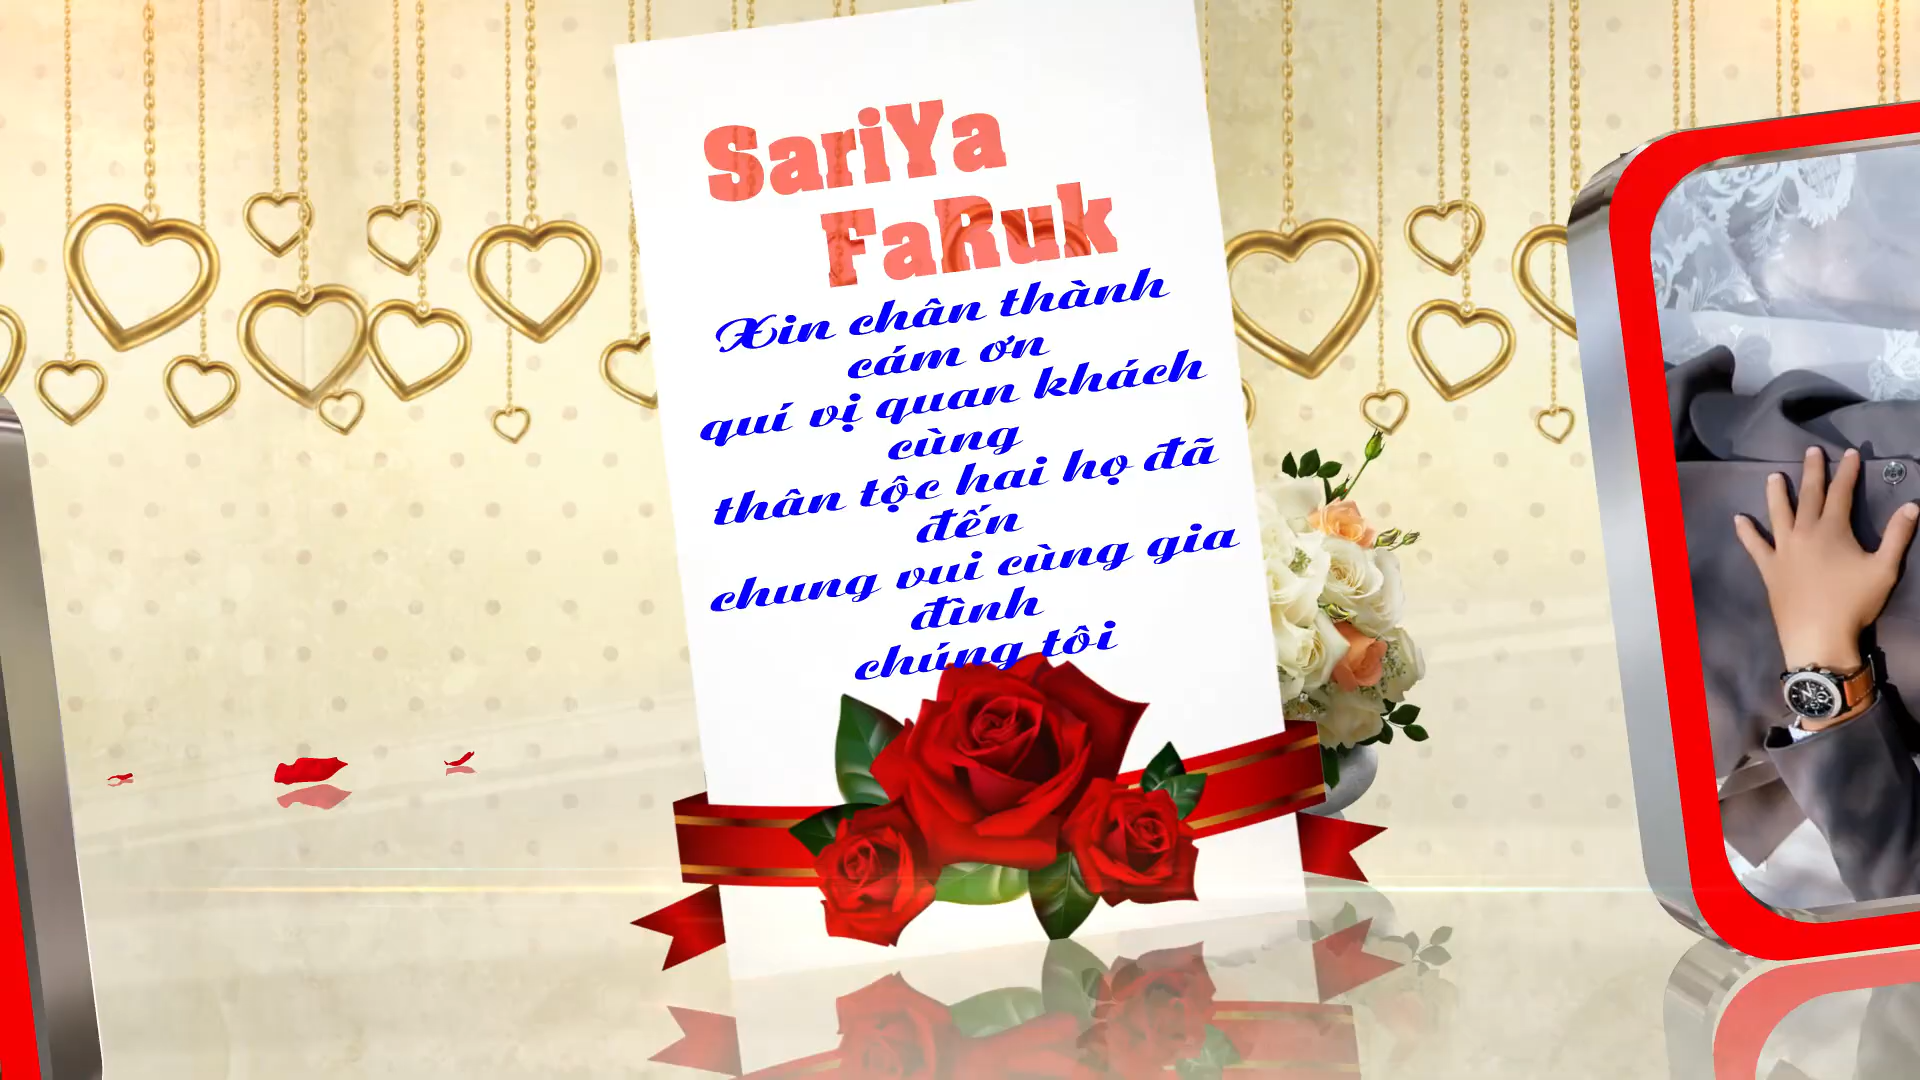 SariYa
FaRuk
Xin chân thành
cám ơn
quí vị quan khách
cùng
thân tộc hai họ đã
đến
chung vui cùng gia
đình
chúng tôi